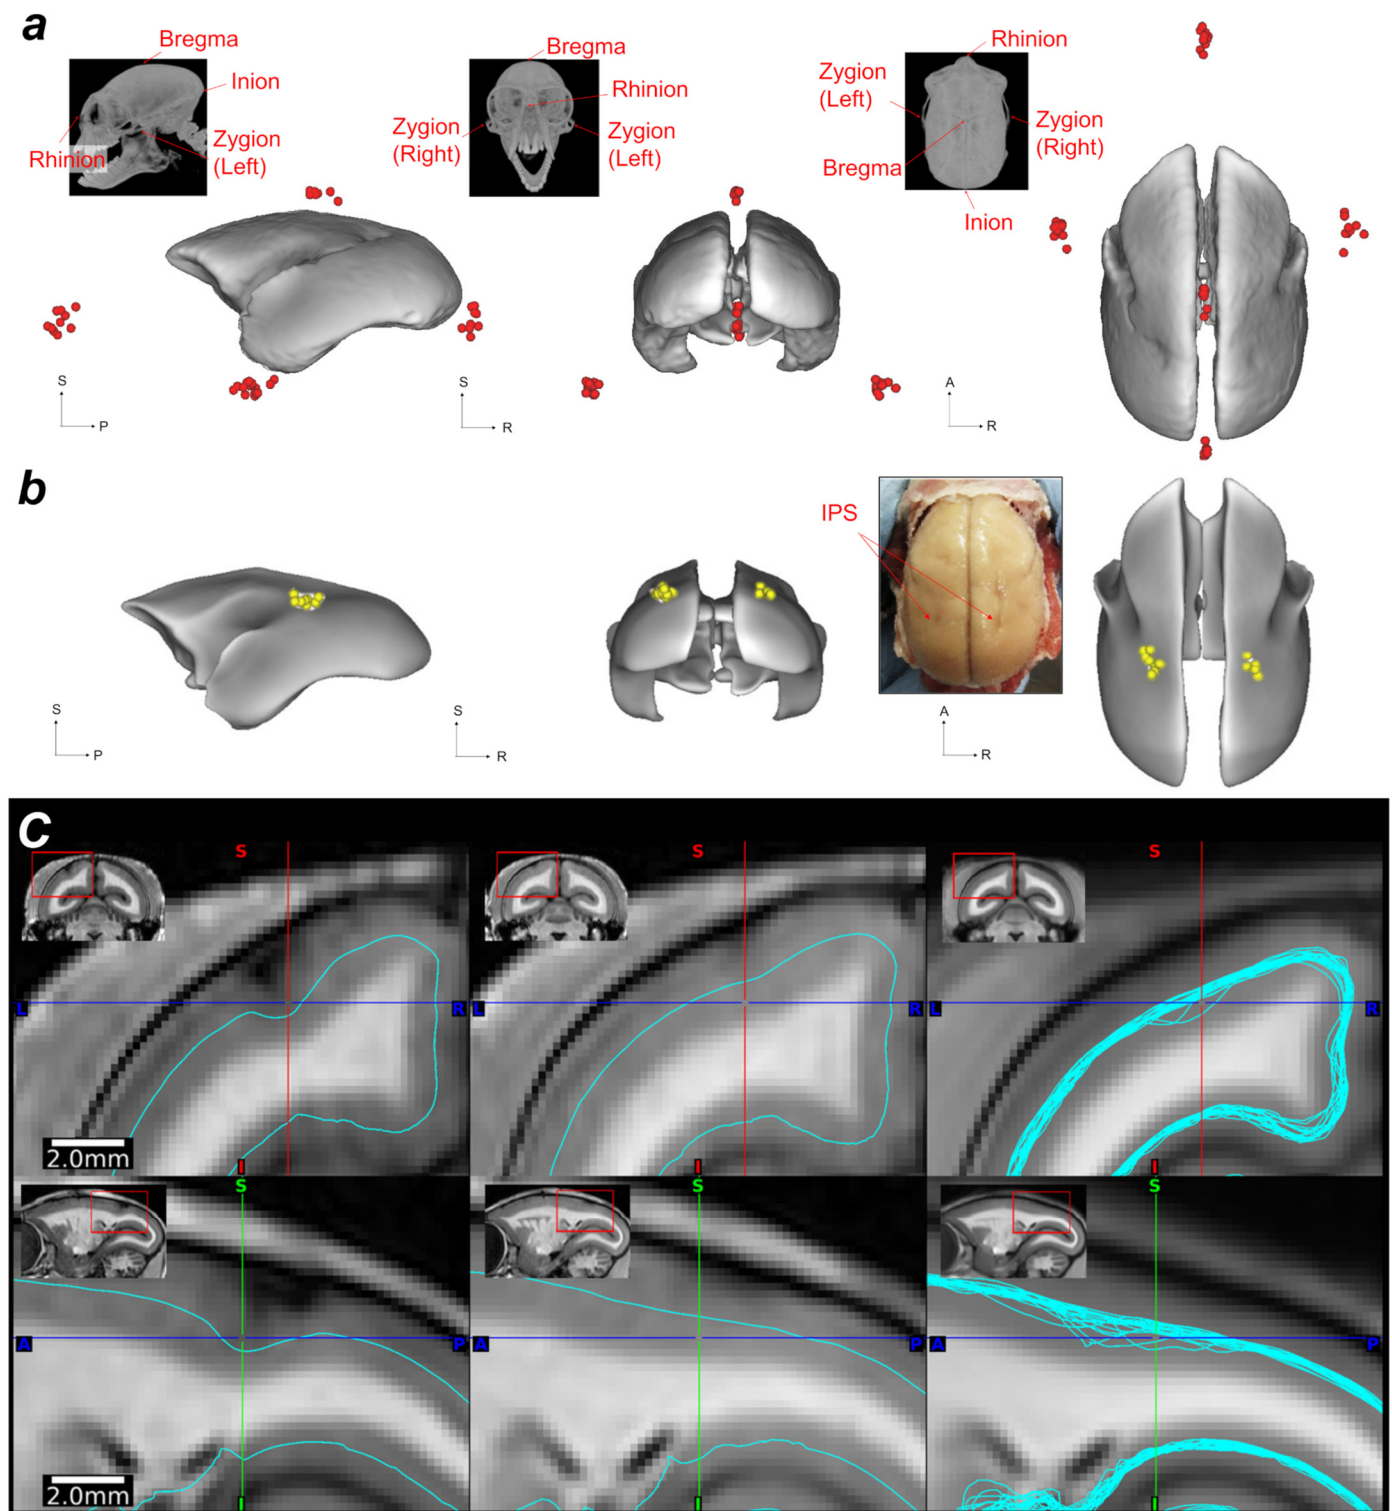 a
Bregma
Inion
Zygion
(Left)
Rhinion
Bregma
Rhinion
Zygion
(Right)
Zygion
(Left)
Rhinion
Zygion
(Left)
Zygion
(Right)
Bregma
Inion
S
P
S
R
A
R
b
IPS
S
P
S
R
A
R
C
S
S
S
L
R
L
R
L
R
2.0mm
I
I
I
S
S
S
A
P
A
P
A
P
2.0mm
I
I
I